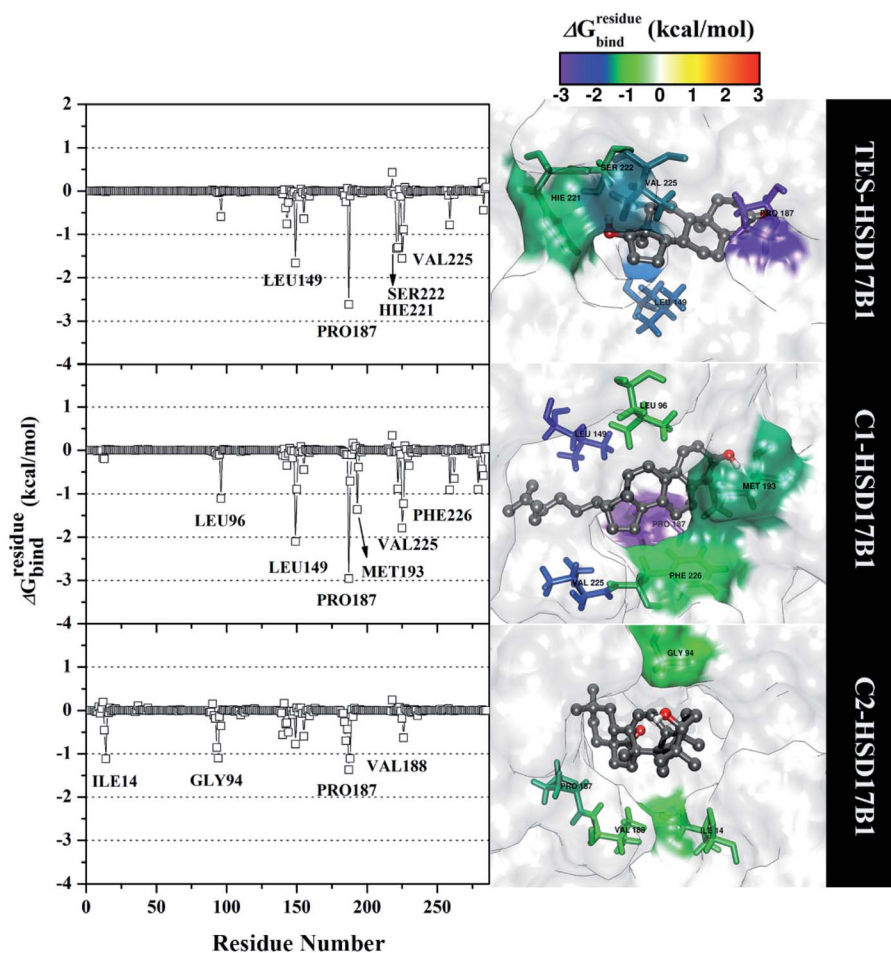 ΔG residue bind (kcal/mol)
-3 -2 -1 0 1 2 3
2
1
0
-1
-2
-3
-4
LEU149
PRO187
VAL225
SER222
HIE221
SER 222
HIE 221
VAL 225
PRO 187
LEU 149
TES-HSD17B1
1
0
-1
-2
-3
-4
LEU96
LEU149
PRO187
MET193
VAL225
PHE226
LEU 96
LEU 149
MET 193
PRO 187
VAL 225
PHE 226
C1-HSD17B1
1
0
-1
-2
-3
-4
ILE14
GLY94
PRO187
VAL188
GLY 94
PRO 187
VAL 188
ILE 14
C2-HSD17B1
ΔG residue bind (kcal/mol)
0 50 100 150 200 250
Residue Number